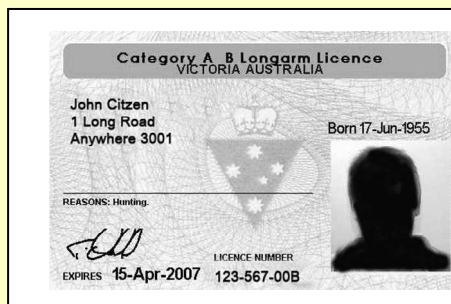 Category A B Longarm Licence
VICTORIA AUSTRALIA
John Citzen
1 Long Road
Anywhere 3001
Born 17-Jun-1955
REASONS: Hunting.
LICENCE NUMBER
EXPIRES 15-Apr-2007 123-567-00B